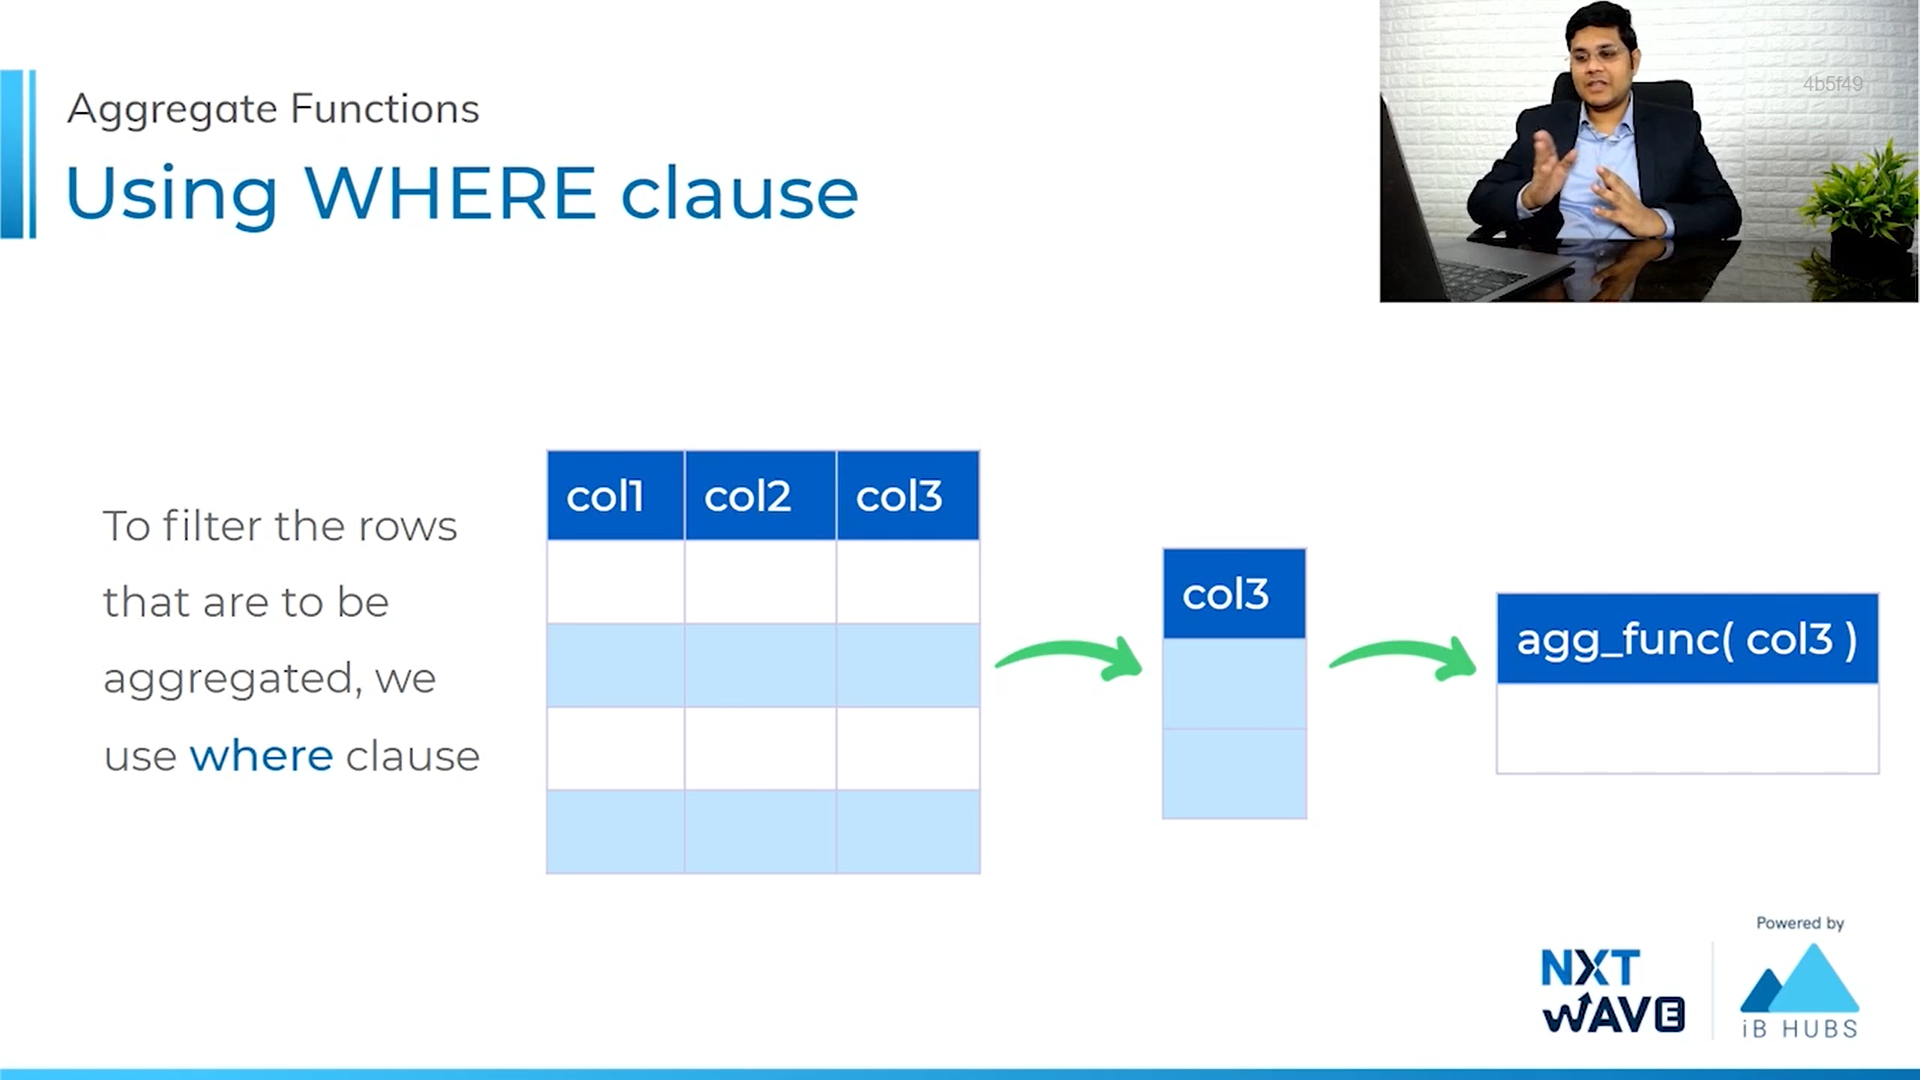 Aggregate Functions
Using WHERE clause
4b5f49
To filter the rows
that are to be
aggregated, we
use where clause
col1 col2 col3
col3
agg_func( col3 )
Powered by
NXT
WAVE
iB HUBS